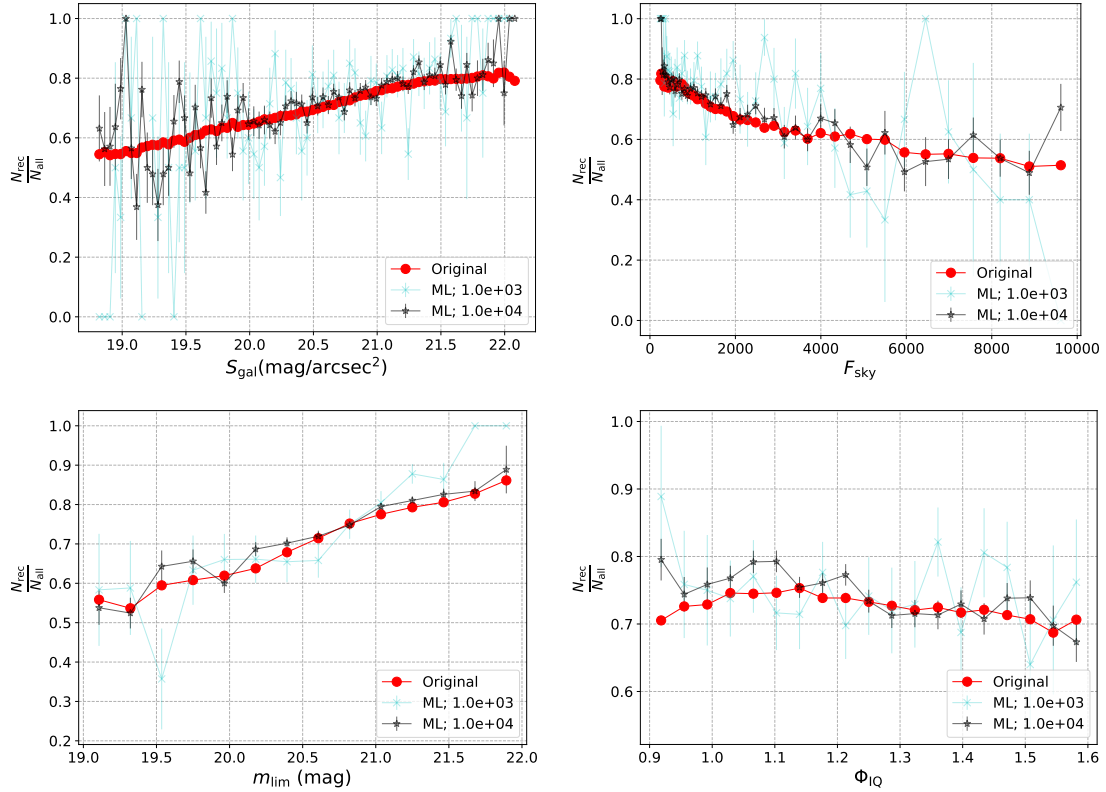 1.0
0.8
0.6
0.4
0.2
0.0
N_rec
N_all
Original
ML; 1.0e+03
ML; 1.0e+04
19.0 19.5 20.0 20.5 21.0 21.5 22.0
S_gal(mag/arcsec²)
1.0
0.8
0.6
0.4
0.2
0.0
N_rec
N_all
Original
ML; 1.0e+03
ML; 1.0e+04
0 2000 4000 6000 8000 10000
F_sky
1.0
0.9
0.8
0.7
0.6
0.5
0.4
0.3
0.2
N_rec
N_all
Original
ML; 1.0e+03
ML; 1.0e+04
19.0 19.5 20.0 20.5 21.0 21.5 22.0
m_lim (mag)
1.0
0.9
0.8
0.7
0.6
N_rec
N_all
Original
ML; 1.0e+03
ML; 1.0e+04
0.9 1.0 1.1 1.2 1.3 1.4 1.5 1.6
Φ_IQ